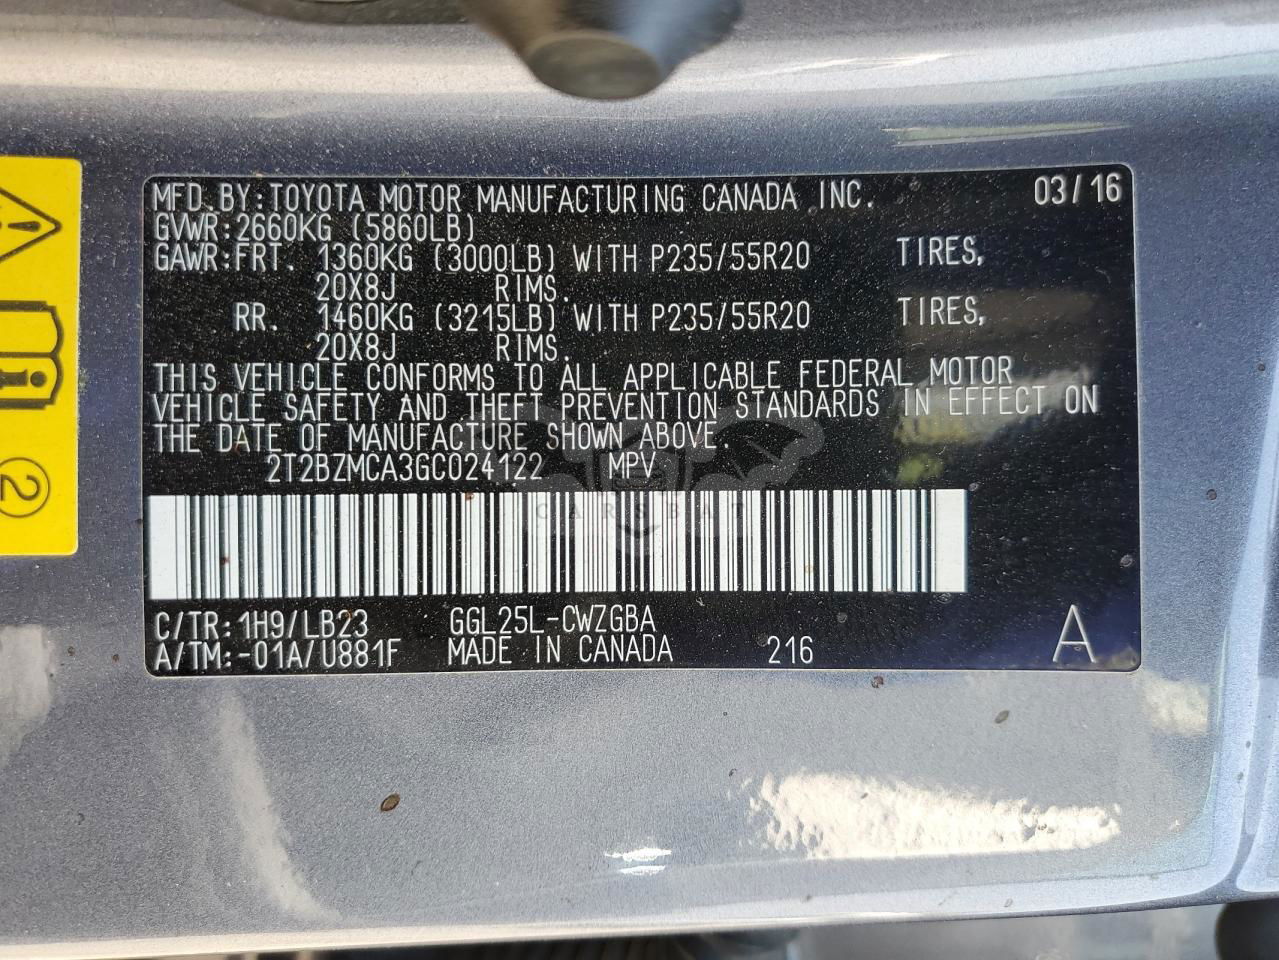 MFD. BY: TOYOTA MOTOR MANUFACTURING CANADA INC. 03/16
GVWR: 2660KG (5860LB)
GAWR: FRT. 1360KG (3000LB) WITH P235/55R20 TIRES,
20X8J RIMS.
RR. 1460KG (3215LB) WITH P235/55R20 TIRES,
20X8J RIMS.
THIS VEHICLE CONFORMS TO ALL APPLICABLE FEDERAL MOTOR
VEHICLE SAFETY AND THEFT PREVENTION STANDARDS IN EFFECT ON
THE DATE OF MANUFACTURE SHOWN ABOVE.
2T2BZMCA3GC024122 MPV
CARSBAT
C/TR: 1H9/LB23 GGL25L-CWZGBA
A/TM: -01A/U881F MADE IN CANADA 216 A
2